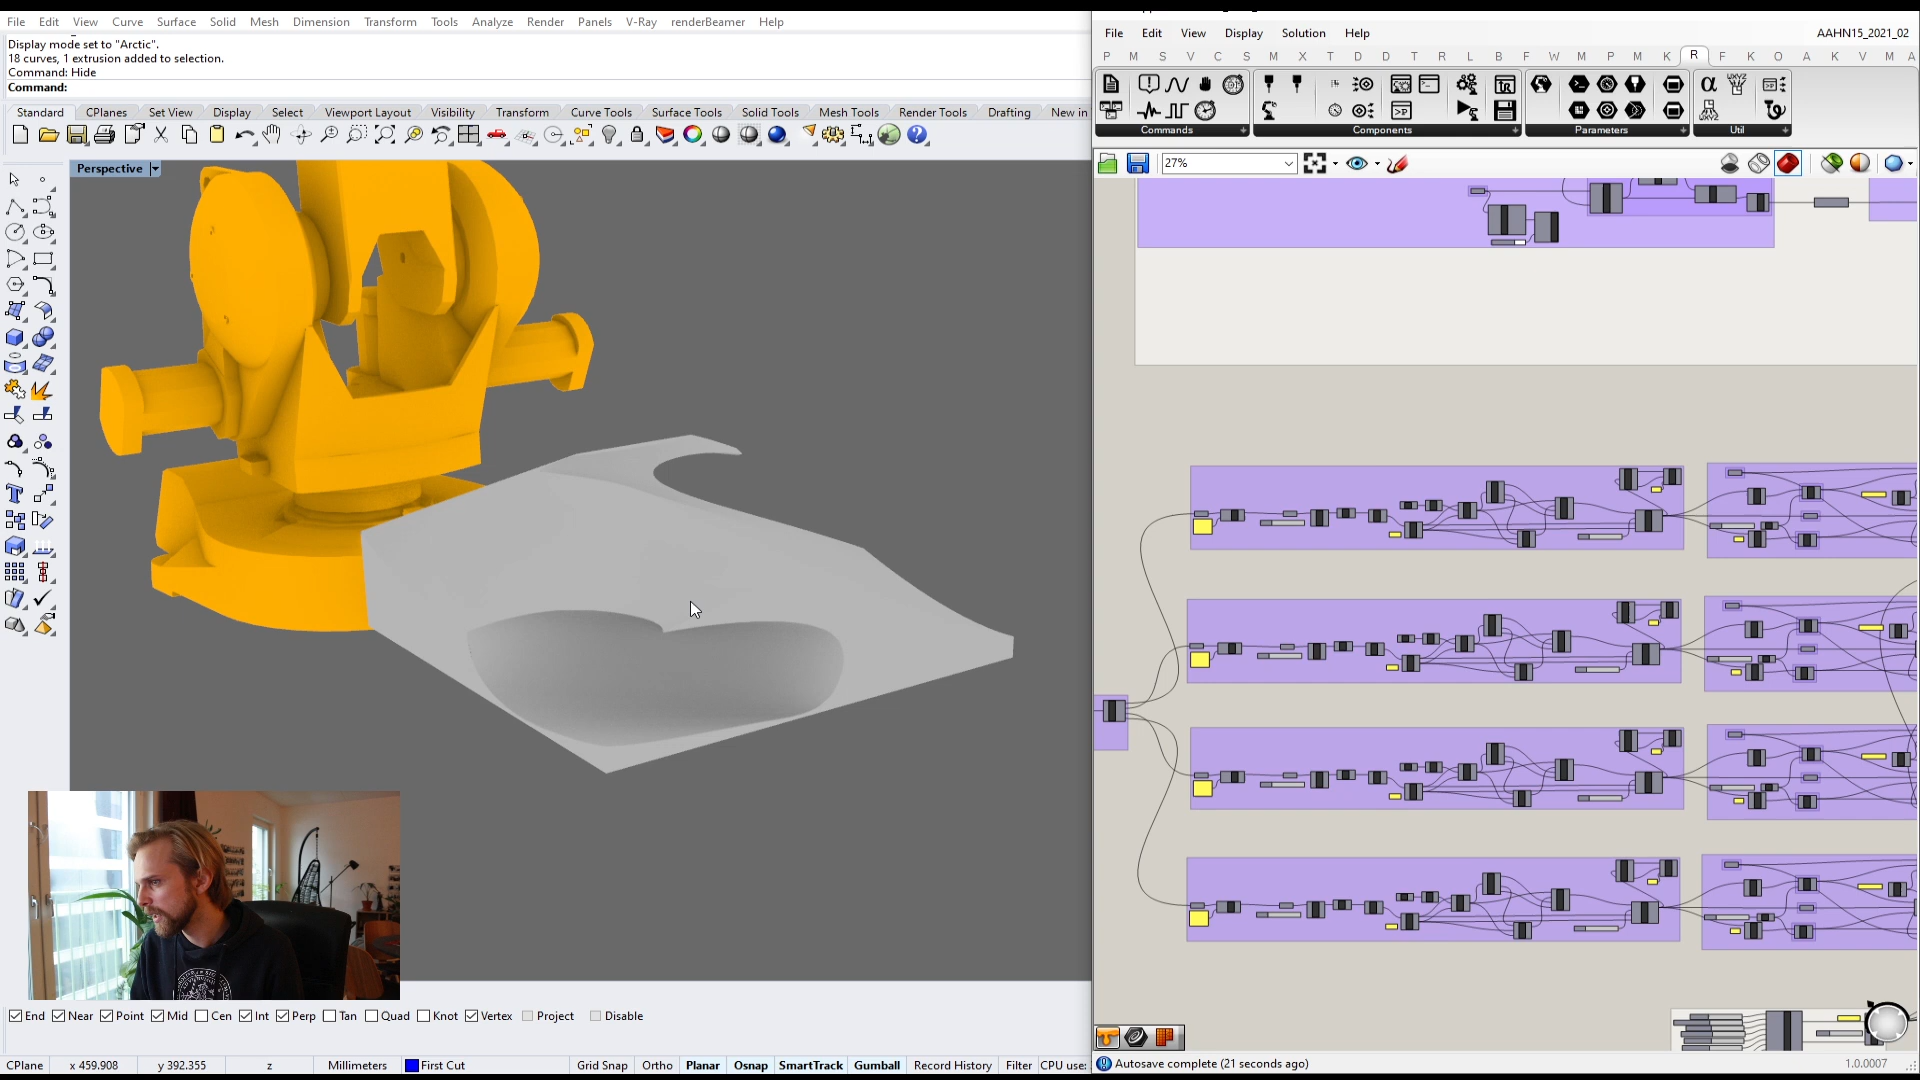 File Edit View Curve Surface Solid Mesh Dimension Transform Tools Analyze Render Panels V-Ray renderBeamer Help
Display mode set to "Arctic".
18 curves, 1 extrusion added to selection.
Command: Hide
Command:
Standard CPlanes Set View Display Select Viewport Layout Visibility Transform Curve Tools Surface Tools Solid Tools Mesh Tools Render Tools Drafting New in
Perspective
End Near Point Mid Cen Int Perp Tan Quad Knot Vertex Project Disable
CPlane x 459.908 y 392.355 z Millimeters First Cut Grid Snap Ortho Planar Osnap SmartTrack Gumball Record History Filter CPU use:
File Edit View Display Solution Help AAHN15_2021_02
P M S V C S M X T D D T R L B F W M P M K R F K O A K V M A
Commands Components Parameters Util
27%
Autosave complete (21 seconds ago) 1.0.0007